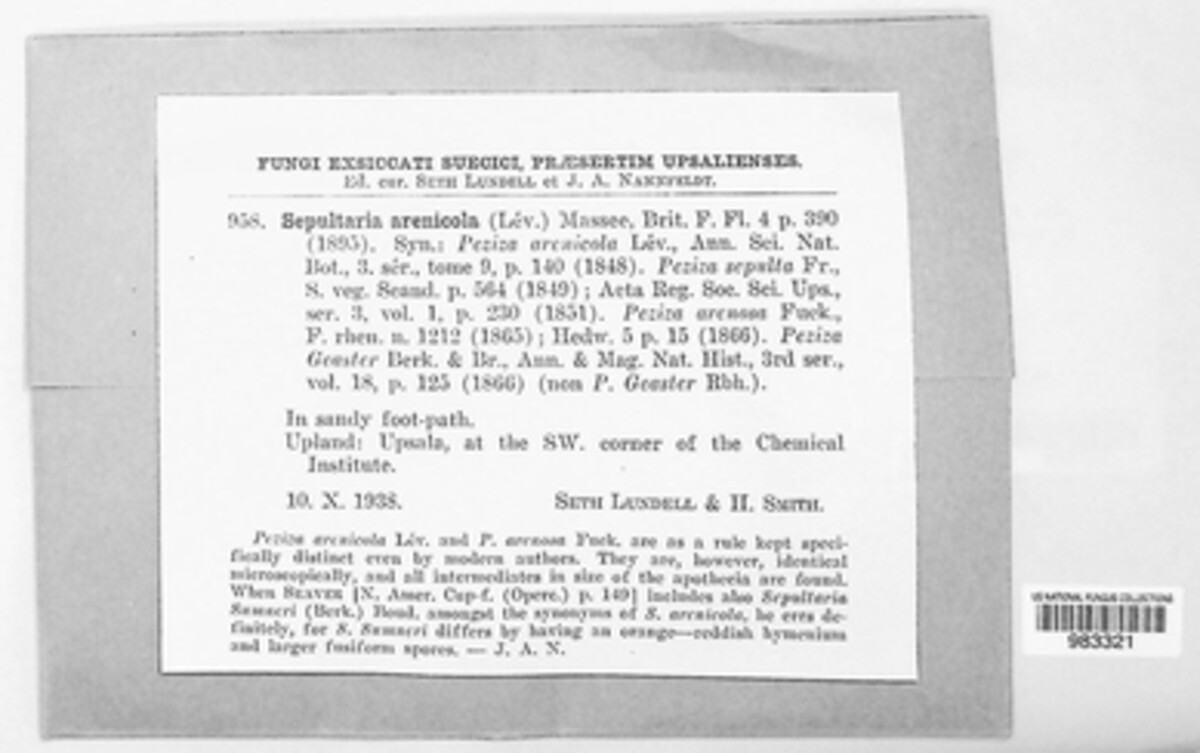 FUNGI EXSICCATI SUECICI, PRÆSERTIM UPSALIENSES.
Ed. cur. SETH LUNDELL et J. A. NANNFELDT.
958. Sepultaria arenicola (Lév.) Massee, Brit. F. Fl. 4 p. 390
(1895). Syn.: Peziza arenicola Lév., Ann. Sci. Nat.
Bot., 3. sér., tome 9, p. 140 (1848). Peziza sepulta Fr.,
S. veg. Scand. p. 564 (1849); Acta Reg. Soc. Sci. Ups.,
ser. 3, vol. 1, p. 230 (1851). Peziza arenosa Fuck.,
F. rhen. n. 1212 (1865); Hedw. 5 p. 15 (1866). Peziza
Geaster Berk. & Br., Ann. & Mag. Nat. Hist., 3rd ser.,
vol. 18, p. 125 (1866) (non P. Geaster Rbh.).
In sandy foot-path.
Upland: Upsala, at the SW. corner of the Chemical
Institute.
10. X. 1938. SETH LUNDELL & H. SMITH.
Peziza arenicola Lév. and P. arenosa Fuck. are as a rule kept speci-
fically distinct even by modern authors. They are, however, identical
microscopically, and all intermediates in size of the apothecia are found.
When SEAVER [N. Amer. Cup-f. (Operc.) p. 149] includes also Sepultaria
Sumneri (Berk.) Boud. amongst the synonyms of S. arenicola, he errs de-
finitely, for S. Sumneri differs by having an orange—reddish hymenium
and larger fusiform spores. — J. A. N.
US NATIONAL FUNGUS COLLECTIONS
983321